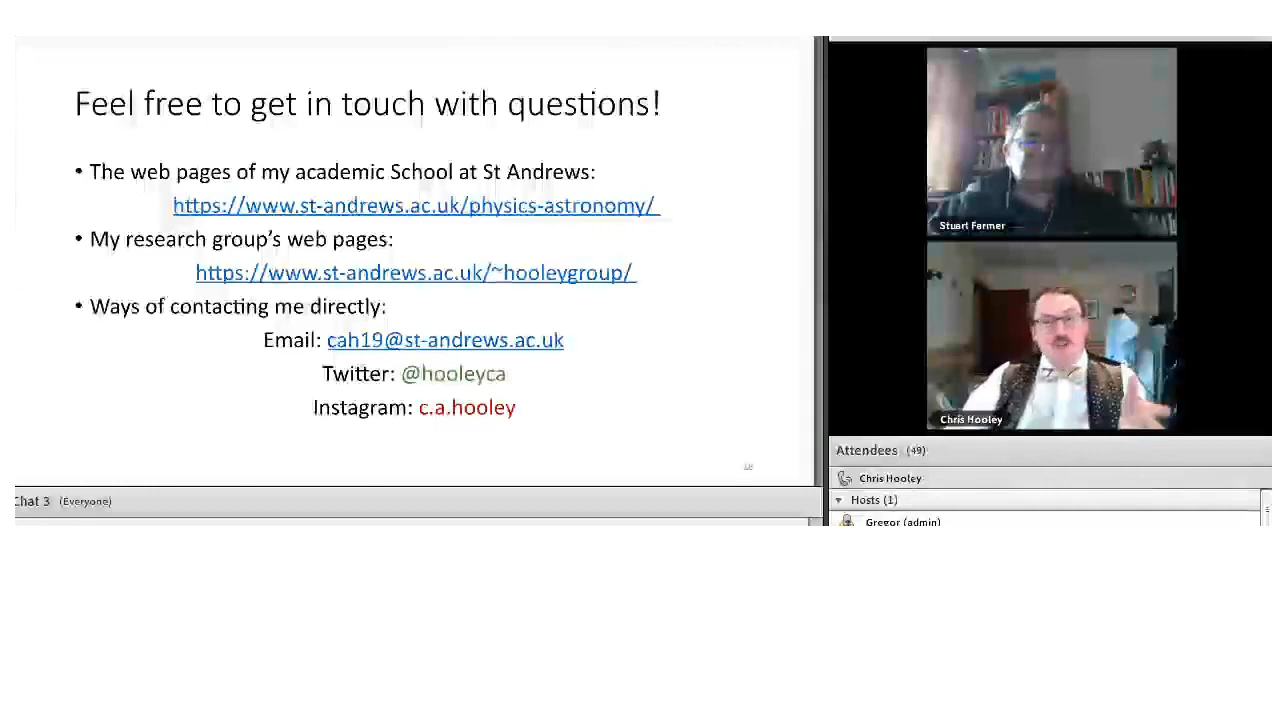 Feel free to get in touch with questions!
• The web pages of my academic School at St Andrews:
https://www.st-andrews.ac.uk/physics-astronomy/
• My research group's web pages:
https://www.st-andrews.ac.uk/~hooleygroup/
• Ways of contacting me directly:
Email: cah19@st-andrews.ac.uk
Twitter: @hooleyca
Instagram: c.a.hooley
Chat 3 (Everyone)
Stuart Farmer
Chris Hooley
Attendees (49)
Chris Hooley
Hosts (1)
Gregor (admin)